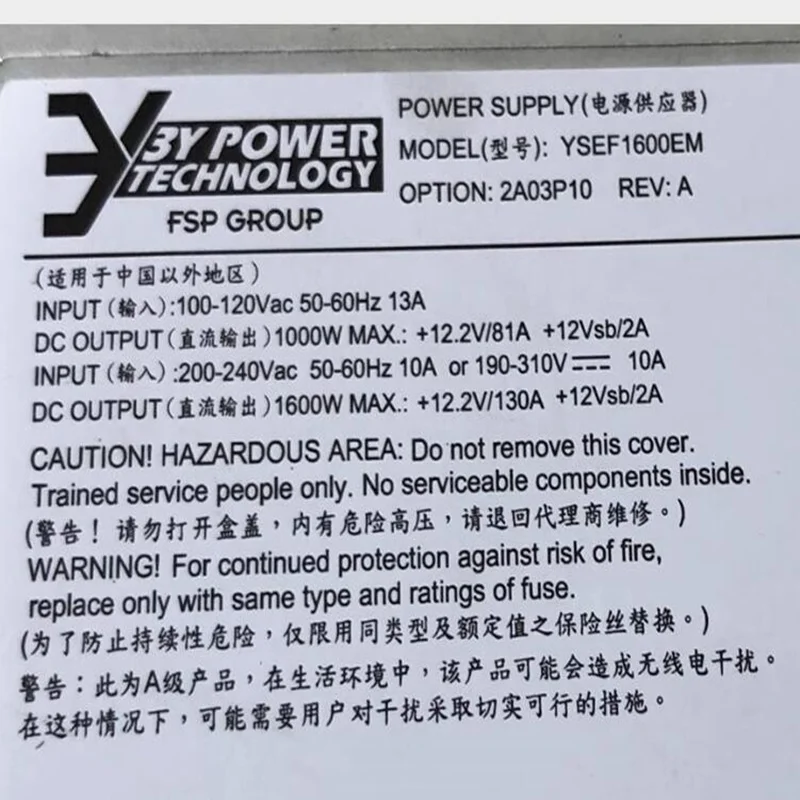 3Y POWER
TECHNOLOGY
FSP GROUP
POWER SUPPLY(电源供应器)
MODEL(型号): YSEF1600EM
OPTION: 2A03P10 REV: A
(适用于中国以外地区)
INPUT (输入):100-120Vac 50-60Hz 13A
DC OUTPUT (直流输出)1000W MAX.: +12.2V/81A +12Vsb/2A
INPUT (输入) :200-240Vac 50-60Hz 10A or 190-310V⎓ 10A
DC OUTPUT (直流输出)1600W MAX.: +12.2V/130A +12Vsb/2A
CAUTION! HAZARDOUS AREA: Do not remove this cover.
Trained service people only. No serviceable components inside.
(警告！请勿打开盒盖，内有危险高压，请退回代理商维修。)
WARNING! For continued protection against risk of fire,
replace only with same type and ratings of fuse.
(为了防止持续性危险，仅限用同类型及额定值之保险丝替换。)
警告：此为A级产品，在生活环境中，该产品可能会造成无线电干扰。
在这种情况下，可能需要用户对干扰采取切实可行的措施。